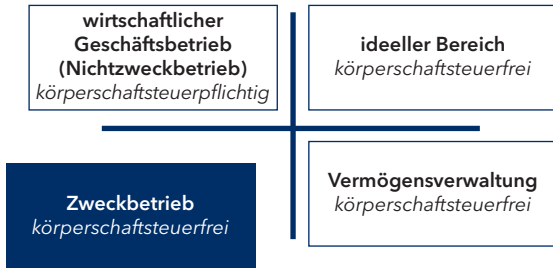 wirtschaftlicher
Geschäftsbetrieb
(Nichtzweckbetrieb)
körperschaftsteuerpflichtig
ideeller Bereich
körperschaftsteuerfrei
Zweckbetrieb
körperschaftsteuerfrei
Vermögensverwaltung
körperschaftsteuerfrei